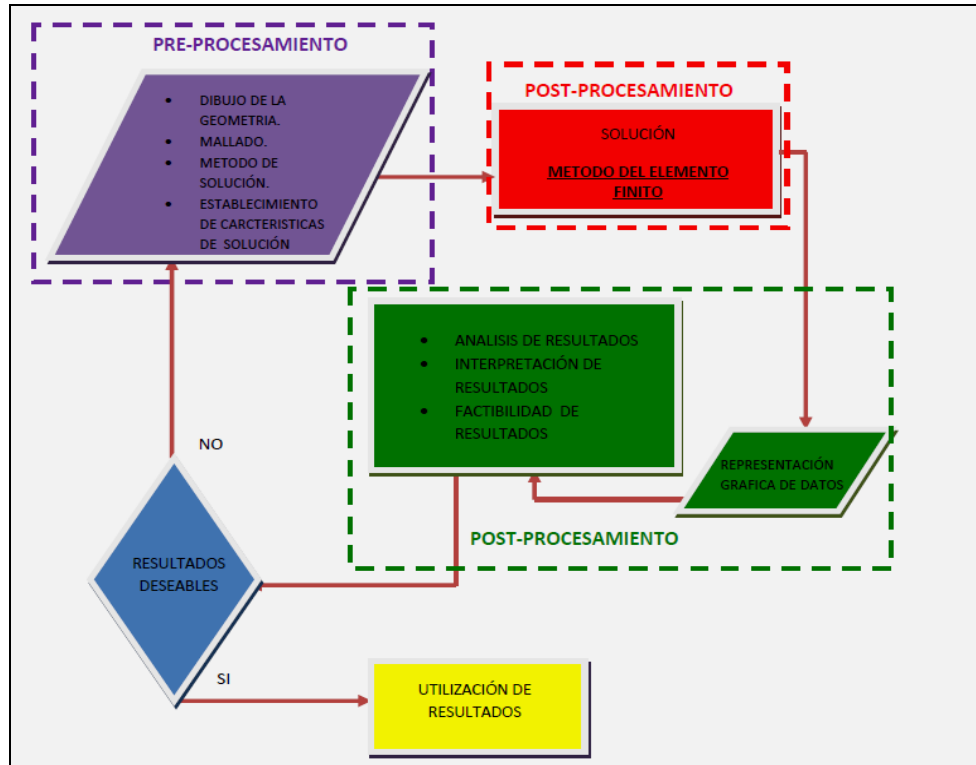 PRE-PROCESAMIENTO
• DIBUJO DE LA
GEOMETRIA.
• MALLADO.
• METODO DE
SOLUCIÓN.
• ESTABLECIMIENTO
DE CARCTERISTICAS
DE SOLUCIÓN
POST-PROCESAMIENTO
SOLUCIÓN
METODO DEL ELEMENTO
FINITO
• ANALISIS DE RESULTADOS
• INTERPRETACIÓN DE
RESULTADOS
• FACTIBILIDAD DE
RESULTADOS
REPRESENTACIÓN
GRAFICA DE DATOS
POST-PROCESAMIENTO
NO
RESULTADOS
DESEABLES
SI
UTILIZACIÓN DE
RESULTADOS